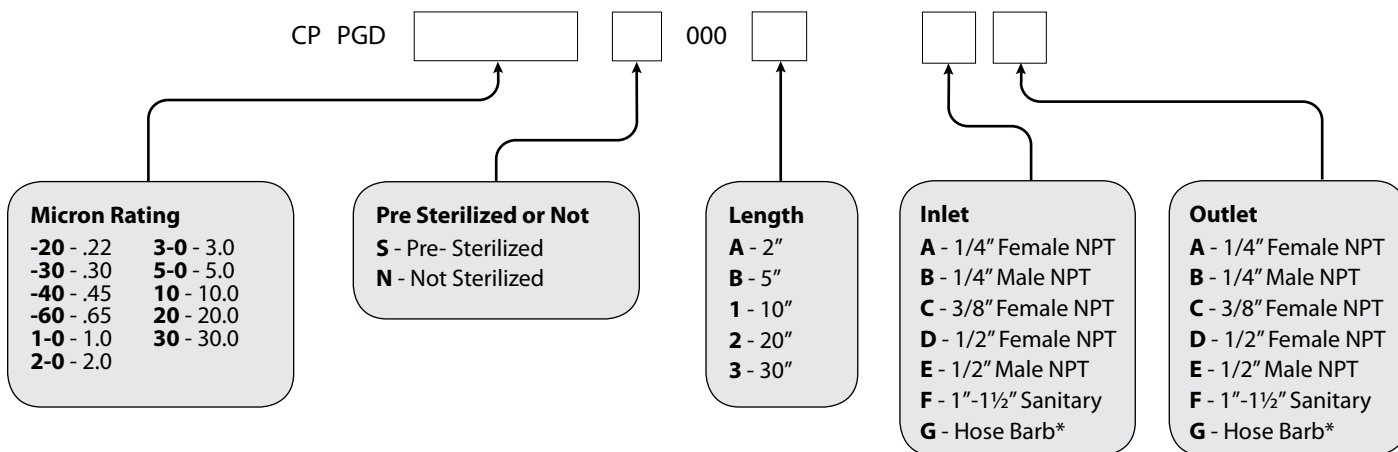 CP PGD 000
Micron Rating
-20 - .22 3-0 - 3.0
-30 - .30 5-0 - 5.0
-40 - .45 10 - 10.0
-60 - .65 20 - 20.0
1-0 - 1.0 30 - 30.0
2-0 - 2.0
Pre Sterilized or Not
S - Pre- Sterilized
N - Not Sterilized
Length
A - 2”
B - 5”
1 - 10”
2 - 20”
3 - 30”
Inlet
A - 1/4” Female NPT
B - 1/4” Male NPT
C - 3/8” Female NPT
D - 1/2” Female NPT
E - 1/2” Male NPT
F - 1”-1½” Sanitary
G - Hose Barb*
Outlet
A - 1/4” Female NPT
B - 1/4” Male NPT
C - 3/8” Female NPT
D - 1/2” Female NPT
E - 1/2” Male NPT
F - 1”-1½” Sanitary
G - Hose Barb*